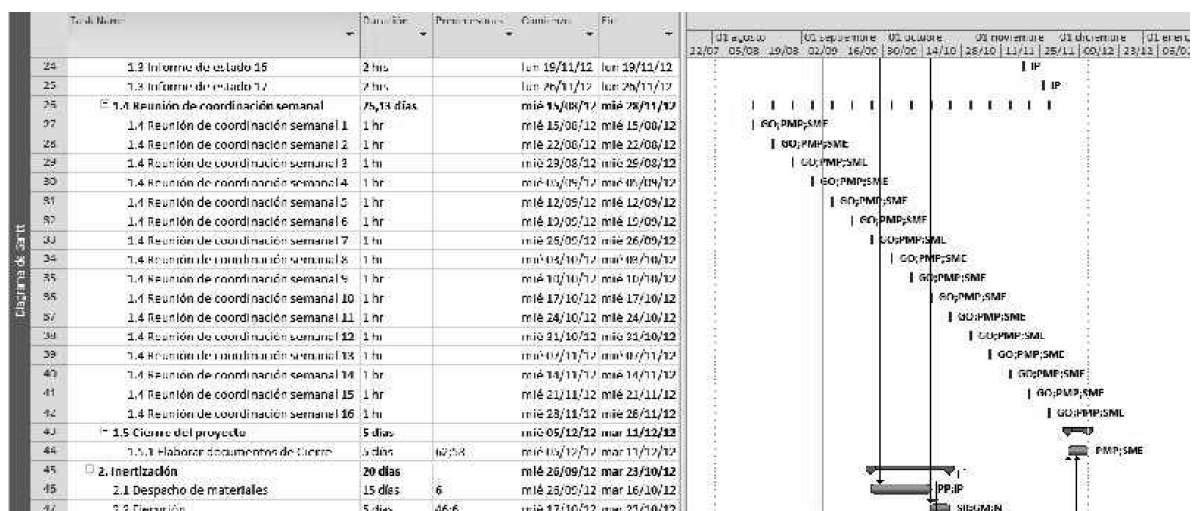 Task Name Duración Predecesoras Comienzo Fin
01 agosto 01 septiembre 01 octubre 01 noviembre 01 diciembre 01 enero
22/07 05/08 19/08 02/09 16/09 30/09 14/10 28/10 11/11 25/11 09/12 23/12 06/01
24 1.3 Informe de estado 16 2 hrs lun 19/11/12 lun 19/11/12 IP
25 1.3 Informe de estado 17 2 hrs lun 26/11/12 lun 26/11/12 IP
26 1.4 Reunión de coordinación semanal 75,13 días mié 15/08/12 mié 28/11/12
27 1.4 Reunión de coordinación semanal 1 1 hr mié 15/08/12 mié 15/08/12 GO;PMP;SME
28 1.4 Reunión de coordinación semanal 2 1 hr mié 22/08/12 mié 22/08/12 GO;PMP;SME
29 1.4 Reunión de coordinación semanal 3 1 hr mié 29/08/12 mié 29/08/12 GO;PMP;SME
30 1.4 Reunión de coordinación semanal 4 1 hr mié 05/09/12 mié 05/09/12 GO;PMP;SME
31 1.4 Reunión de coordinación semanal 5 1 hr mié 12/09/12 mié 12/09/12 GO;PMP;SME
32 1.4 Reunión de coordinación semanal 6 1 hr mié 19/09/12 mié 19/09/12 GO;PMP;SME
33 1.4 Reunión de coordinación semanal 7 1 hr mié 26/09/12 mié 26/09/12 GO;PMP;SME
34 1.4 Reunión de coordinación semanal 8 1 hr mié 03/10/12 mié 03/10/12 GO;PMP;SME
35 1.4 Reunión de coordinación semanal 9 1 hr mié 10/10/12 mié 10/10/12 GO;PMP;SME
36 1.4 Reunión de coordinación semanal 10 1 hr mié 17/10/12 mié 17/10/12 GO;PMP;SME
37 1.4 Reunión de coordinación semanal 11 1 hr mié 24/10/12 mié 24/10/12 GO;PMP;SME
38 1.4 Reunión de coordinación semanal 12 1 hr mié 31/10/12 mié 31/10/12 GO;PMP;SME
39 1.4 Reunión de coordinación semanal 13 1 hr mié 07/11/12 mié 07/11/12 GO;PMP;SME
40 1.4 Reunión de coordinación semanal 14 1 hr mié 14/11/12 mié 14/11/12 GO;PMP;SME
41 1.4 Reunión de coordinación semanal 15 1 hr mié 21/11/12 mié 21/11/12 GO;PMP;SME
42 1.4 Reunión de coordinación semanal 16 1 hr mié 28/11/12 mié 28/11/12 GO;PMP;SME
43 1.5 Cierre del proyecto 5 días mié 05/12/12 mar 11/12/12
44 1.5.1 Elaborar documentos de Cierre 5 días 62;58 mié 05/12/12 mar 11/12/12 PMP;SME
45 2. Inertización 20 días mié 26/09/12 mar 23/10/12
46 2.1 Despacho de materiales 15 días 6 mié 26/09/12 mar 16/10/12 PP;IP
47 2.2 Ejecución 5 días 46;6 mié 17/10/12 mar 23/10/12
Diagrama de Gantt